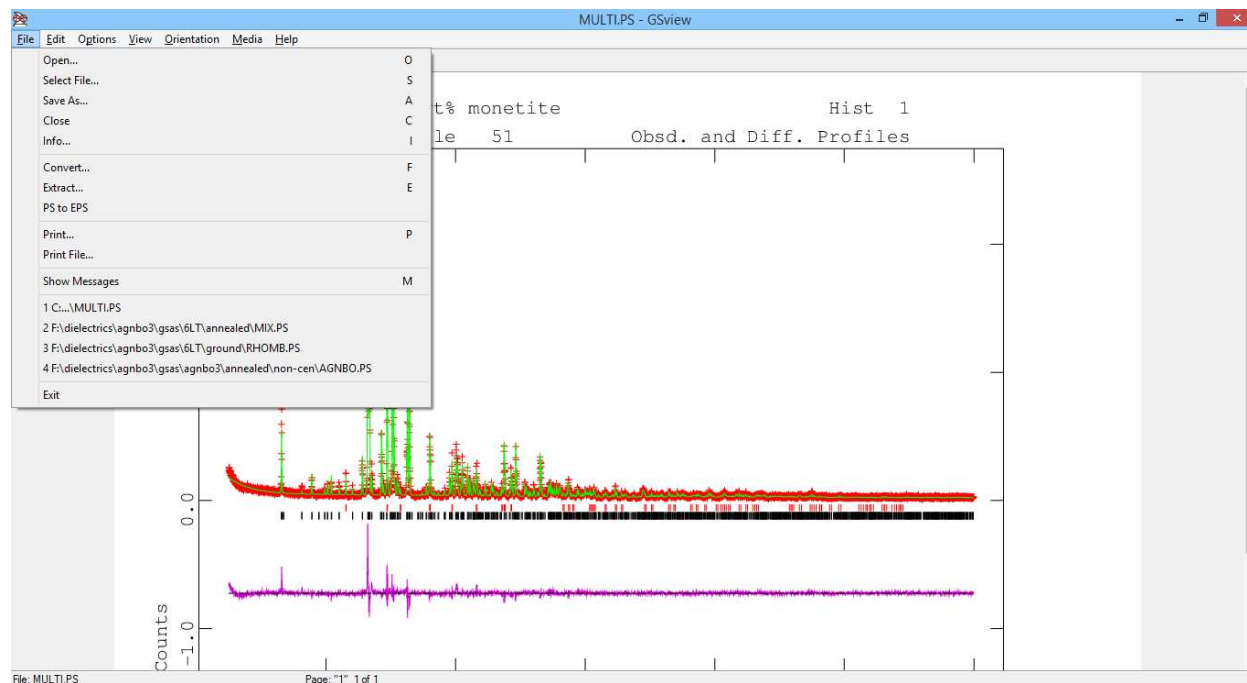 MULTI.PS - GSview
File Edit Options View Orientation Media Help
Open... O
Select File... S
Save As... A
Close C
Info... I
Convert... F
Extract... E
PS to EPS
Print... P
Print File...
Show Messages M
1 C:...\MULTI.PS
2 F:\dielectrics\agnbo3\gsas\6LT\annealed\MIX.PS
3 F:\dielectrics\agnbo3\gsas\6LT\ground\RHOMB.PS
4 F:\dielectrics\agnbo3\gsas\agnbo3\annealed\non-cen\AGNBO.PS
Exit
t% monetite Hist 1
le 51 Obsd. and Diff. Profiles
0.0
Counts
-1.0
File: MULTI.PS Page: "1" 1 of 1